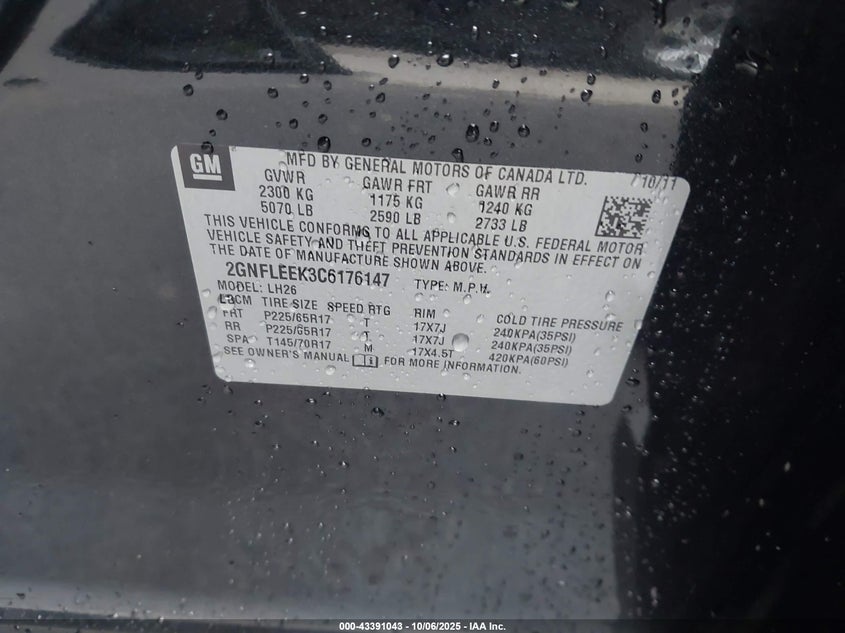 GM
MFD BY GENERAL MOTORS OF CANADA LTD. 10/11
GVWR GAWR FRT GAWR RR
2300 KG 1175 KG 1240 KG
5070 LB 2590 LB 2733 LB
THIS VEHICLE CONFORMS TO ALL APPLICABLE U.S. FEDERAL MOTOR
VEHICLE SAFETY AND THEFT PREVENTION STANDARDS IN EFFECT ON
THE DATE OF MANUFACTURE SHOWN ABOVE.
2GNFLEEK3C6176147 TYPE: M.P.V.
MODEL: LH26
TIRE SIZE SPEED RTG RIM COLD TIRE PRESSURE
FRT P225/65R17 T 17X7J 240KPA(35PSI)
RR P225/65R17 T 17X7J 240KPA(35PSI)
SPA T145/70R17 M 17X4.5T 420KPA(60PSI)
SEE OWNER'S MANUAL FOR MORE INFORMATION.
000-43391043 - 10/06/2025 - IAA Inc.